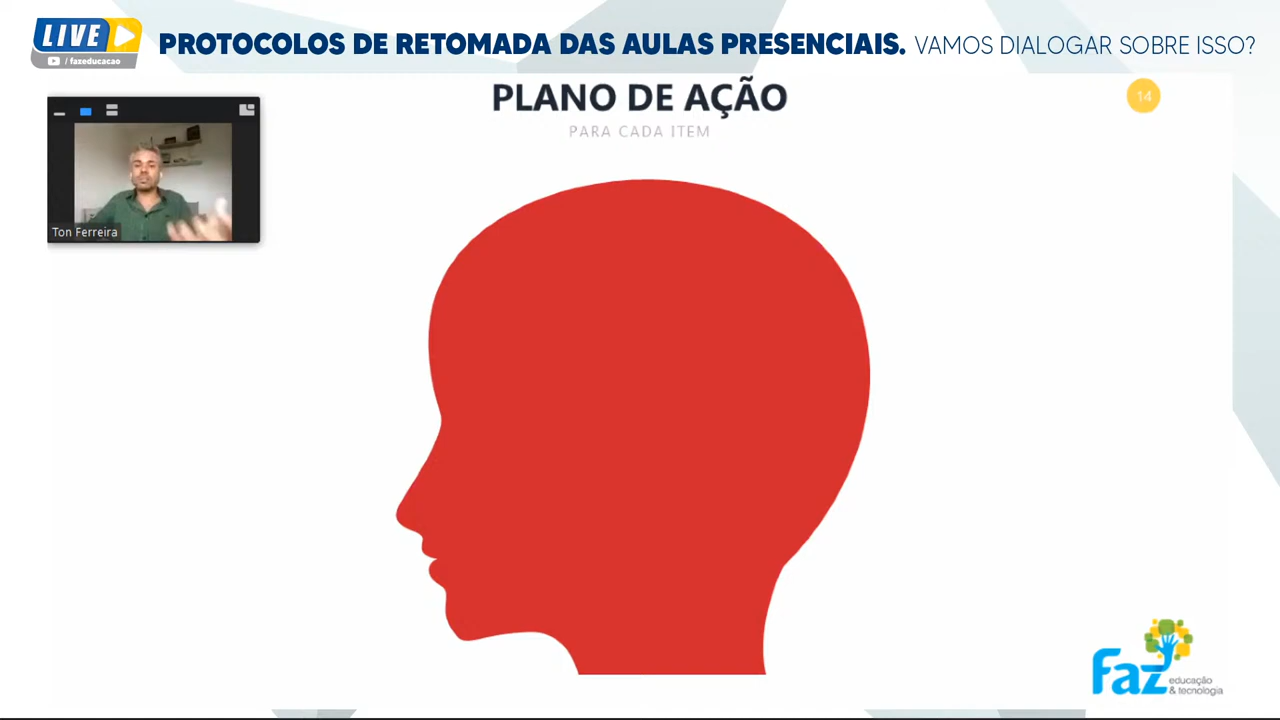 LIVE
/ fazeducacao
PROTOCOLOS DE RETOMADA DAS AULAS PRESENCIAIS. VAMOS DIALOGAR SOBRE ISSO?
PLANO DE AÇÃO
14
PARA CADA ITEM
Ton Ferreira
faz educação
& tecnologia